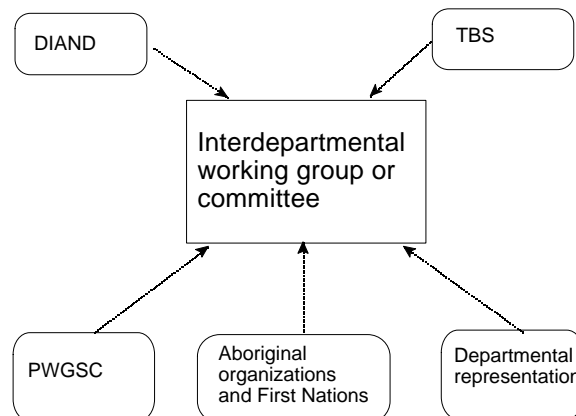 DIAND
TBS
Interdepartmental
working group or
committee
PWGSC
Aboriginal
organizations
and First Nations
Departmental
representation